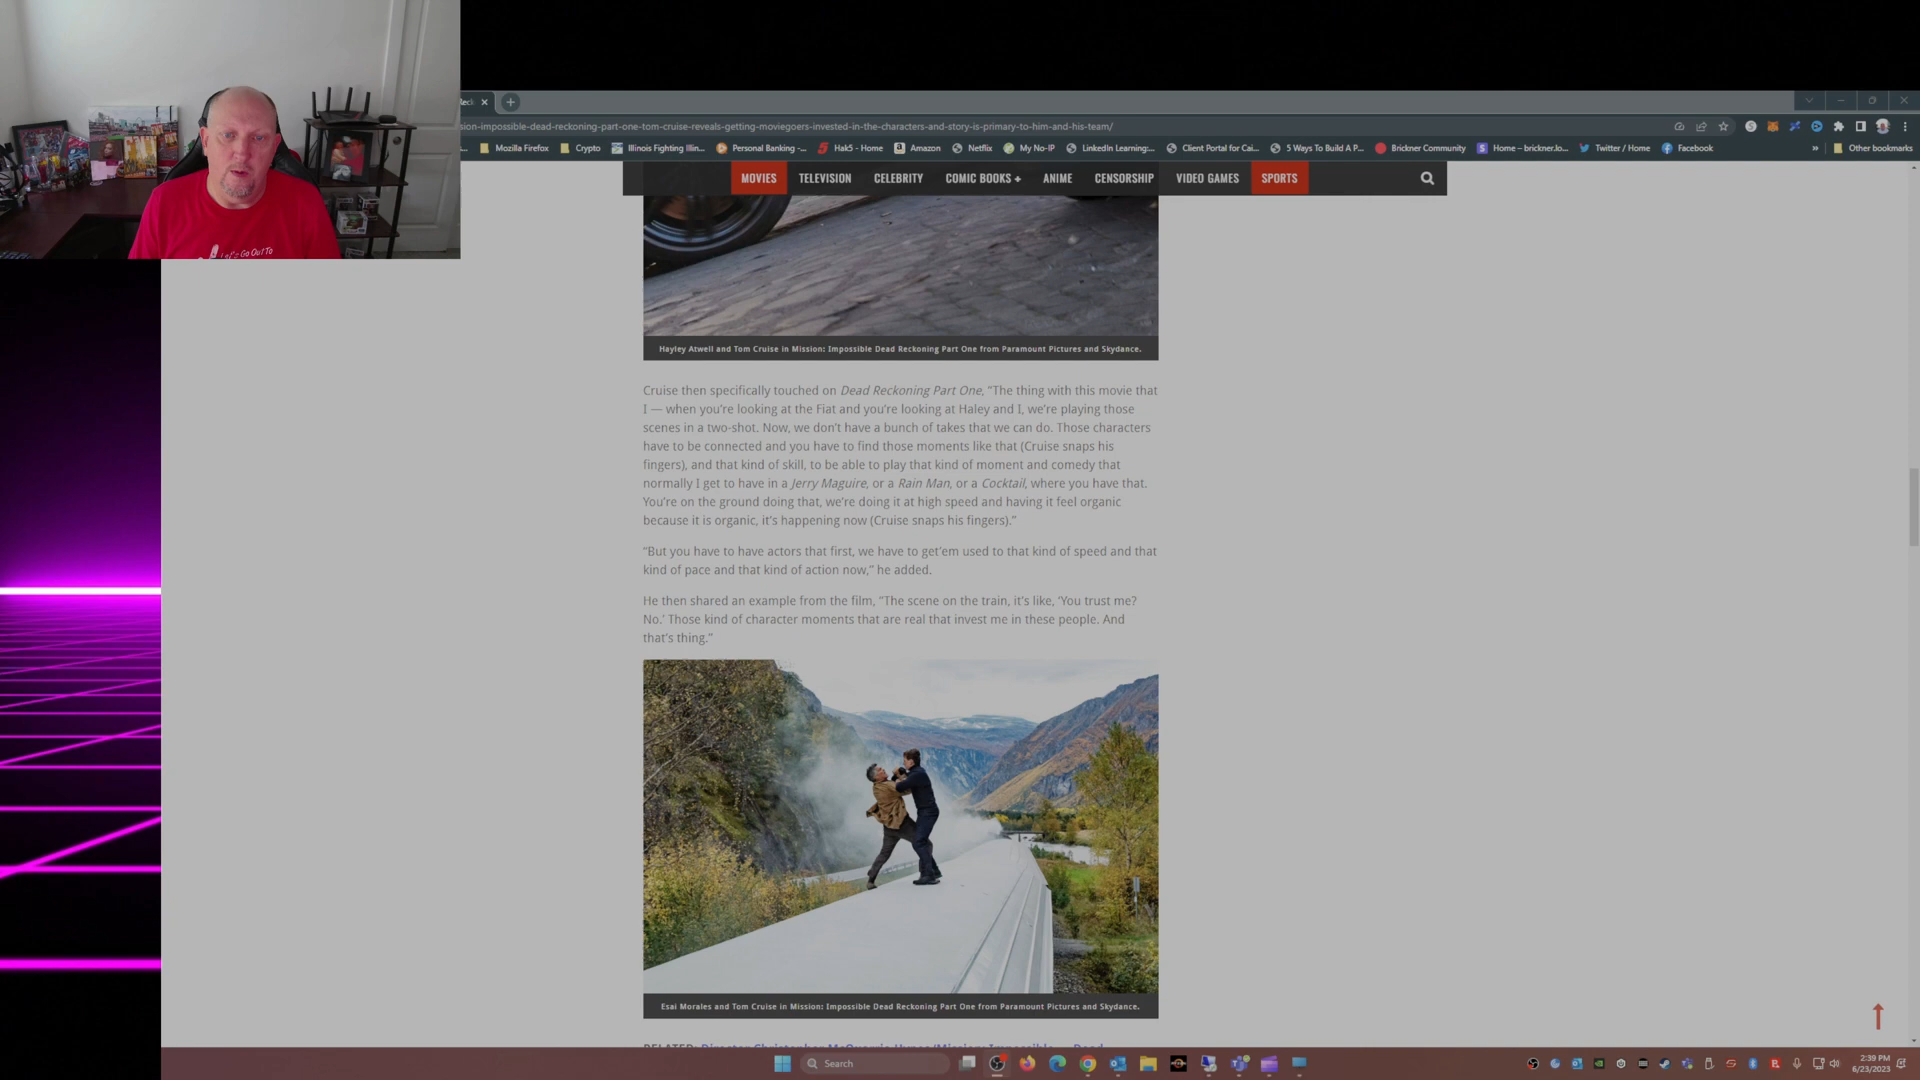 Let's Go Out To
sion-impossible-dead-reckoning-part-one-tom-cruise-reveals-getting-moviegoers-invested-in-the-characters-and-story-is-primary-to-him-and-his-team/
Mozilla Firefox Crypto Illinois Fighting Illin... Personal Banking -... Hak5 - Home Amazon Netflix My No-IP LinkedIn Learning:... Client Portal for Cai... 5 Ways To Build A P... Brickner Community Home – brickner.lo... Twitter / Home Facebook » Other bookmarks
MOVIES TELEVISION CELEBRITY COMIC BOOKS + ANIME CENSORSHIP VIDEO GAMES SPORTS
Hayley Atwell and Tom Cruise in Mission: Impossible Dead Reckoning Part One from Paramount Pictures and Skydance.
Cruise then specifically touched on Dead Reckoning Part One, “The thing with this movie that
I — when you’re looking at the Fiat and you’re looking at Haley and I, we’re playing those
scenes in a two-shot. Now, we don’t have a bunch of takes that we can do. Those characters
have to be connected and you have to find those moments like that (Cruise snaps his
fingers), and that kind of skill, to be able to play that kind of moment and comedy that
normally I get to have in a Jerry Maguire, or a Rain Man, or a Cocktail, where you have that.
You’re on the ground doing that, we’re doing it at high speed and having it feel organic
because it is organic, it’s happening now (Cruise snaps his fingers).”
“But you have to have actors that first, we have to get’em used to that kind of speed and that
kind of pace and that kind of action now,” he added.
He then shared an example from the film, “The scene on the train, it’s like, ‘You trust me?
No.’ Those kind of character moments that are real that invest me in these people. And
that’s thing.”
Esai Morales and Tom Cruise in Mission: Impossible Dead Reckoning Part One from Paramount Pictures and Skydance.
RELATED: Director Christopher McQuarrie Hypes ‘Mission: Impossible — Dead
Search
2:39 PM
6/23/2023